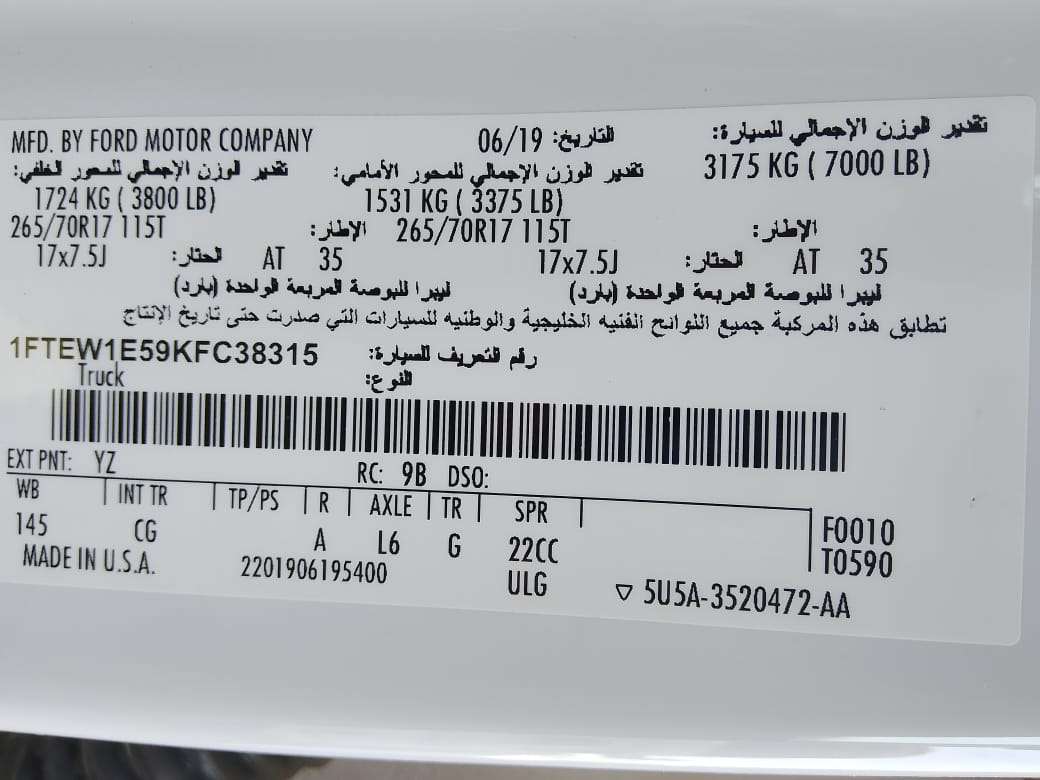 MFD. BY FORD MOTOR COMPANY 06/19 التاريخ: تقدير الوزن الإجمالي للسيارة:
3175 KG ( 7000 LB)
تقدير الوزن الإجمالي للمحور الخلفي: تقدير الوزن الإجمالي للمحور الأمامي:
1724 KG ( 3800 LB) 1531 KG ( 3375 LB)
265/70R17 115T الإطار: 265/70R17 115T الإطار:
17x7.5J الحتار: AT 35 17x7.5J الحتار: AT 35
ليبرا للبوصة المربعة الواحدة (بارد) ليبرا للبوصة المربعة الواحدة (بارد)
تطابق هذه المركبة جميع اللوائح الفنيه الخليجية والوطنيه للسيارات التي صدرت حتى تاريخ الإنتاج
1FTEW1E59KFC38315 رقم التعريف للسيارة:
Truck النوع:
EXT PNT: YZ RC: 9B DSO:
WB INT TR TP/PS R AXLE TR SPR
145 CG A L6 G 22CC F0010
ULG T0590
MADE IN U.S.A. 2201906195400 ▽ 5U5A-3520472-AA